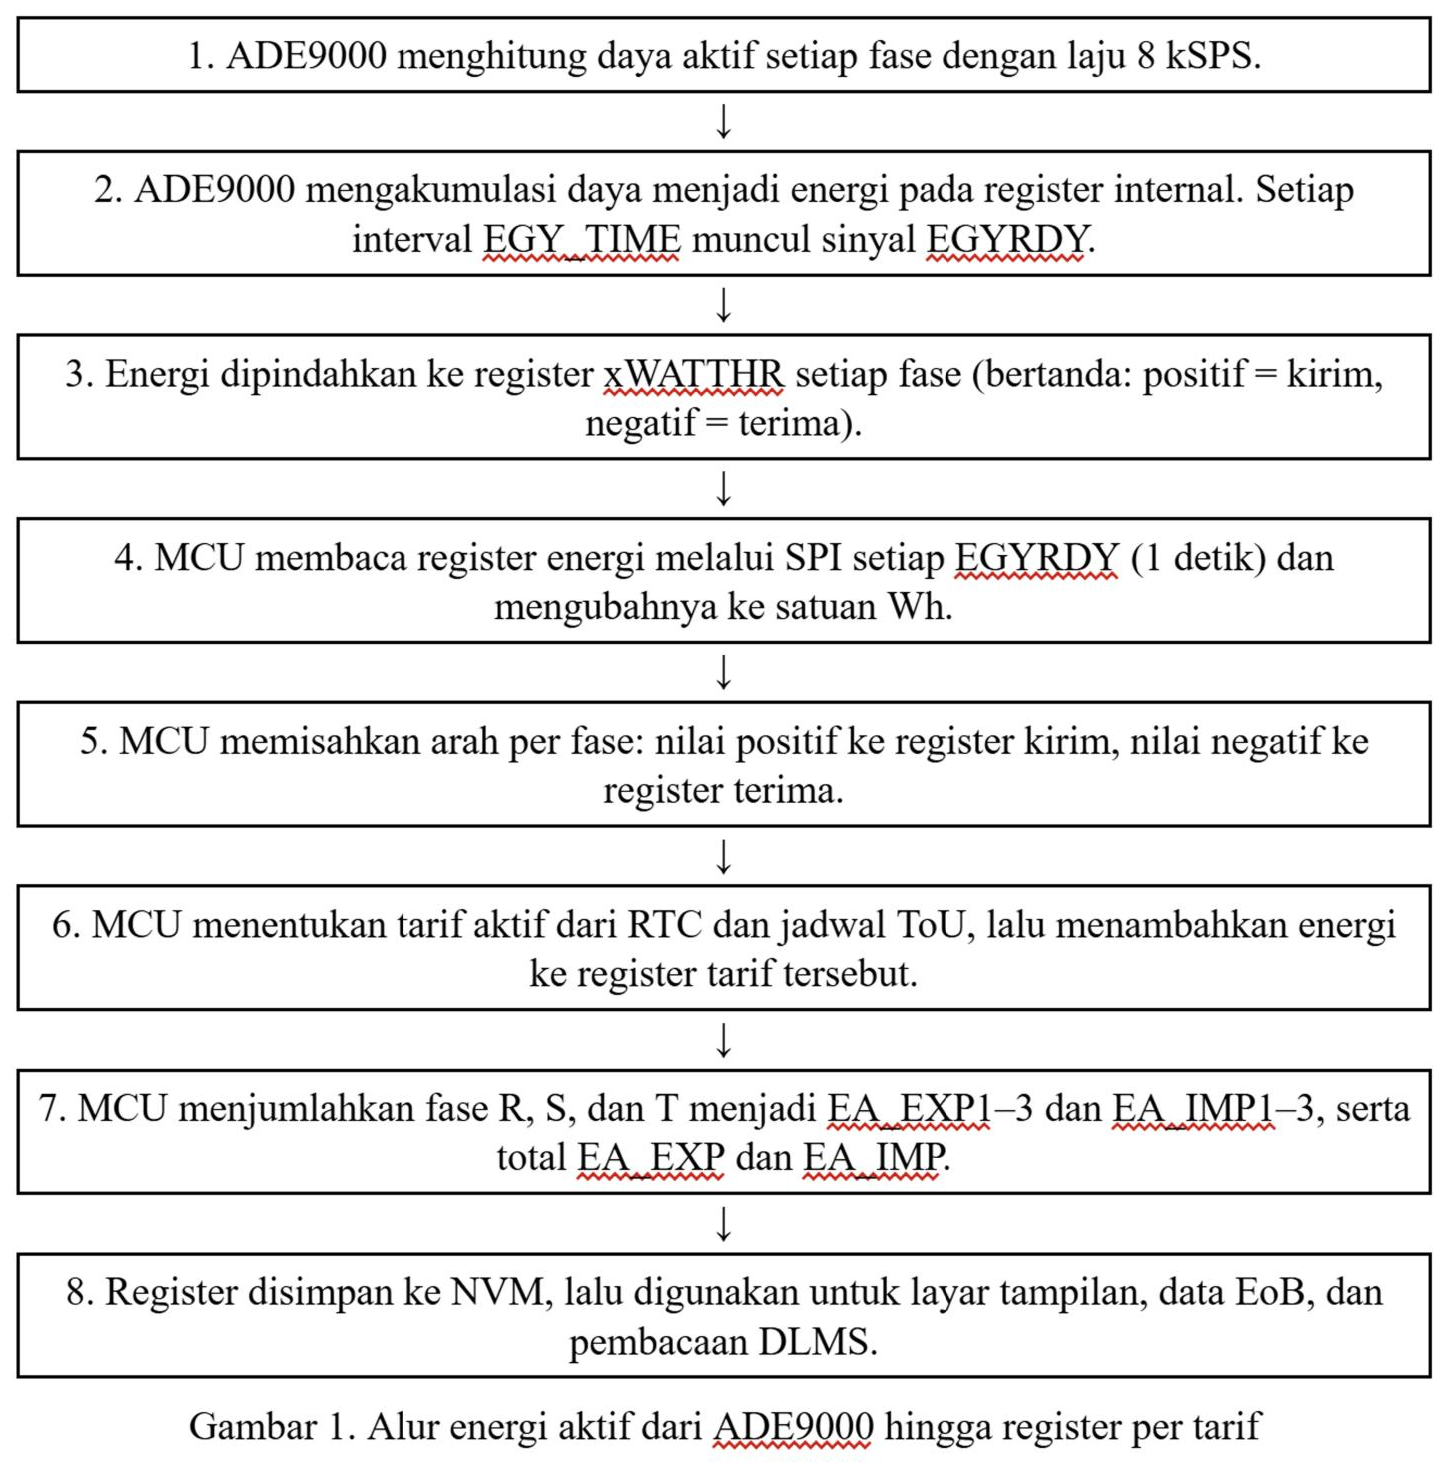 1. ADE9000 menghitung daya aktif setiap fase dengan laju 8 kSPS.
↓
2. ADE9000 mengakumulasi daya menjadi energi pada register internal. Setiap
interval EGY_TIME muncul sinyal EGYRDY.
↓
3. Energi dipindahkan ke register xWATTHR setiap fase (bertanda: positif = kirim,
negatif = terima).
↓
4. MCU membaca register energi melalui SPI setiap EGYRDY (1 detik) dan
mengubahnya ke satuan Wh.
↓
5. MCU memisahkan arah per fase: nilai positif ke register kirim, nilai negatif ke
register terima.
↓
6. MCU menentukan tarif aktif dari RTC dan jadwal ToU, lalu menambahkan energi
ke register tarif tersebut.
↓
7. MCU menjumlahkan fase R, S, dan T menjadi EA_EXP1–3 dan EA_IMP1–3, serta
total EA_EXP dan EA_IMP.
↓
8. Register disimpan ke NVM, lalu digunakan untuk layar tampilan, data EoB, dan
pembacaan DLMS.
Gambar 1. Alur energi aktif dari ADE9000 hingga register per tarif